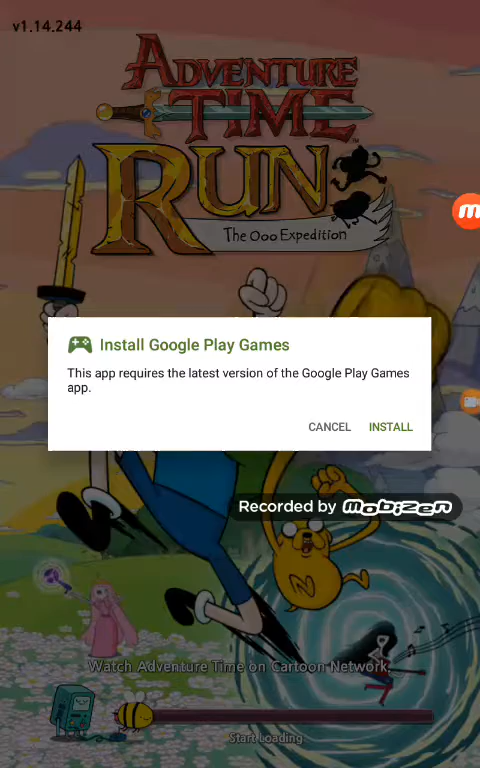 v1.14.244
ADVENTURE
TIME
RUN
The Ooo Expedition
Install Google Play Games
This app requires the latest version of the Google Play Games
app.
CANCEL INSTALL
Recorded by mobizen
Watch Adventure Time on Cartoon Network
Start Loading